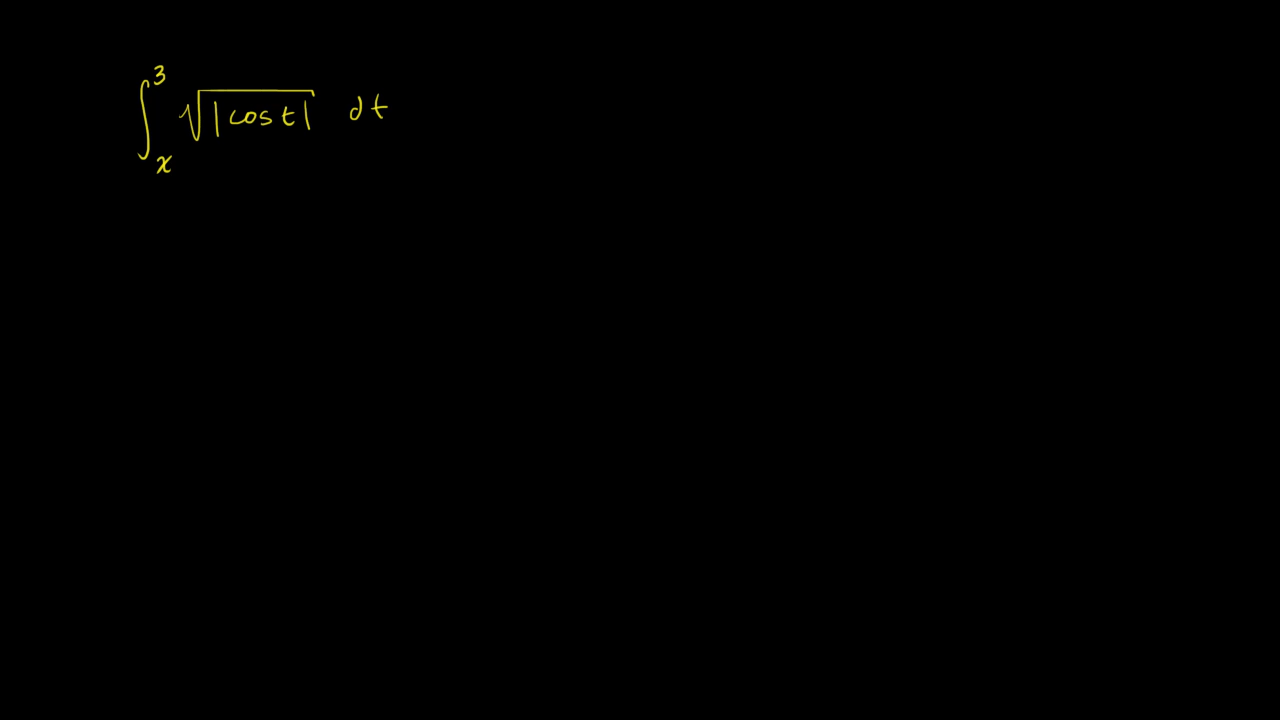 ∫_x^3 √|cos t| dt